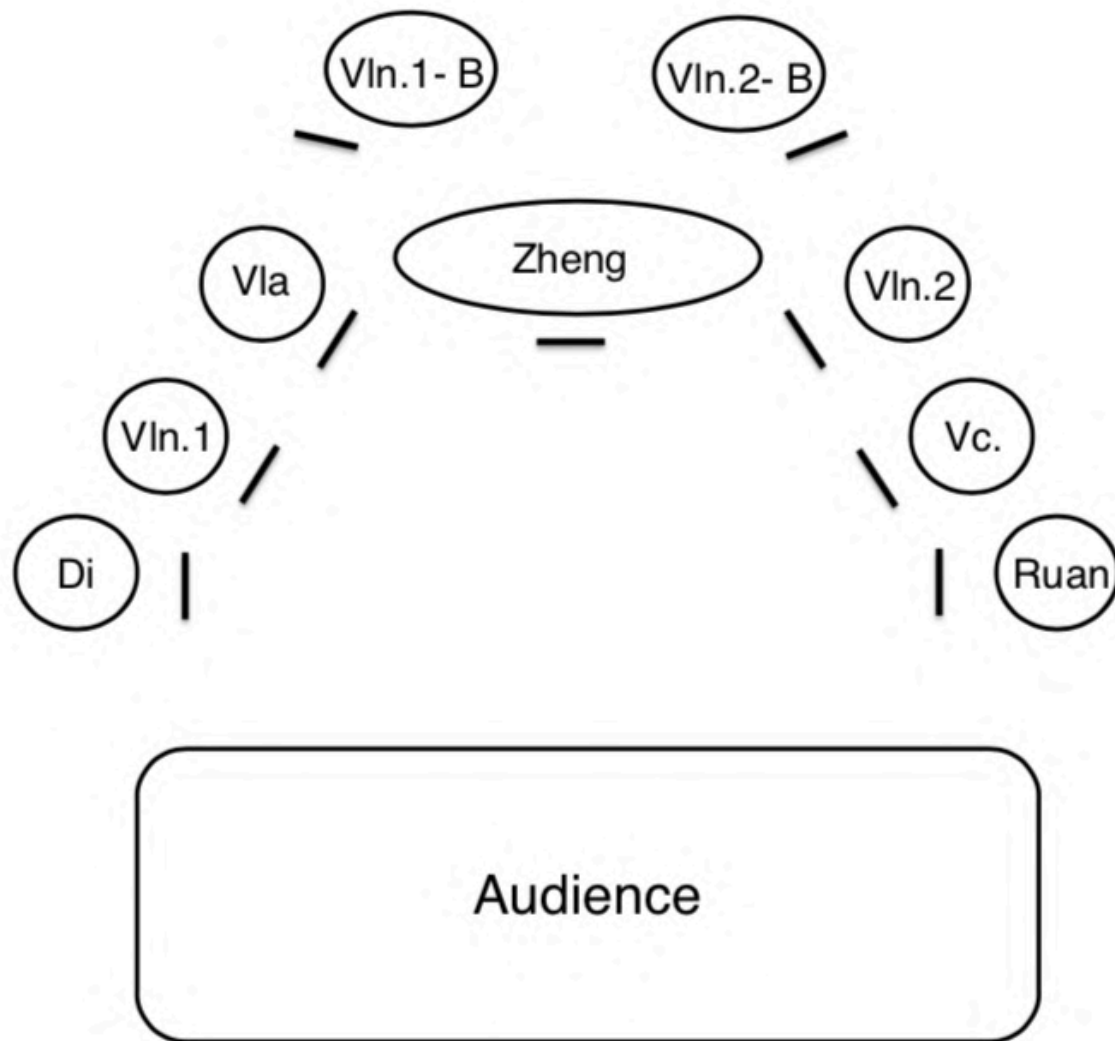 Vln.1- B
Vln.2- B
Zheng
Vla
Vln.2
Vln.1
Vc.
Di
Ruan
Audience